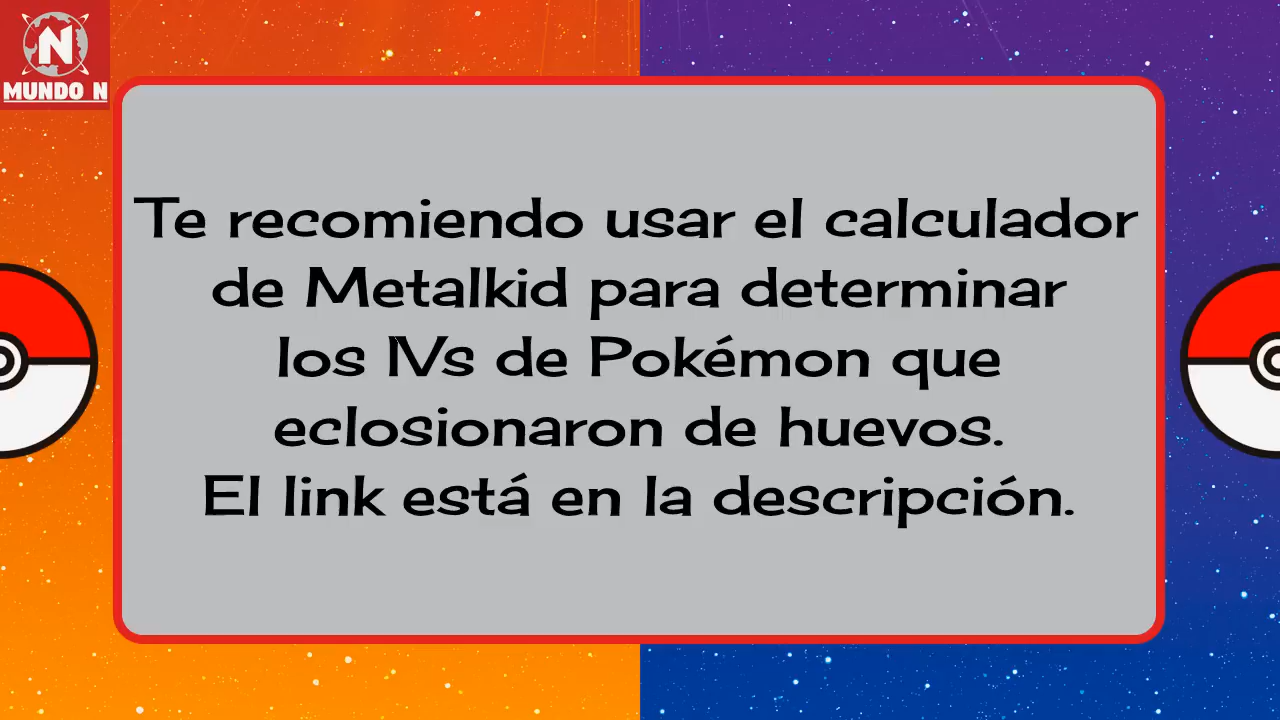 N
MUNDO N
Te recomiendo usar el calculador
de Metalkid para determinar
los IVs de Pokémon que
eclosionaron de huevos.
El link está en la descripción.